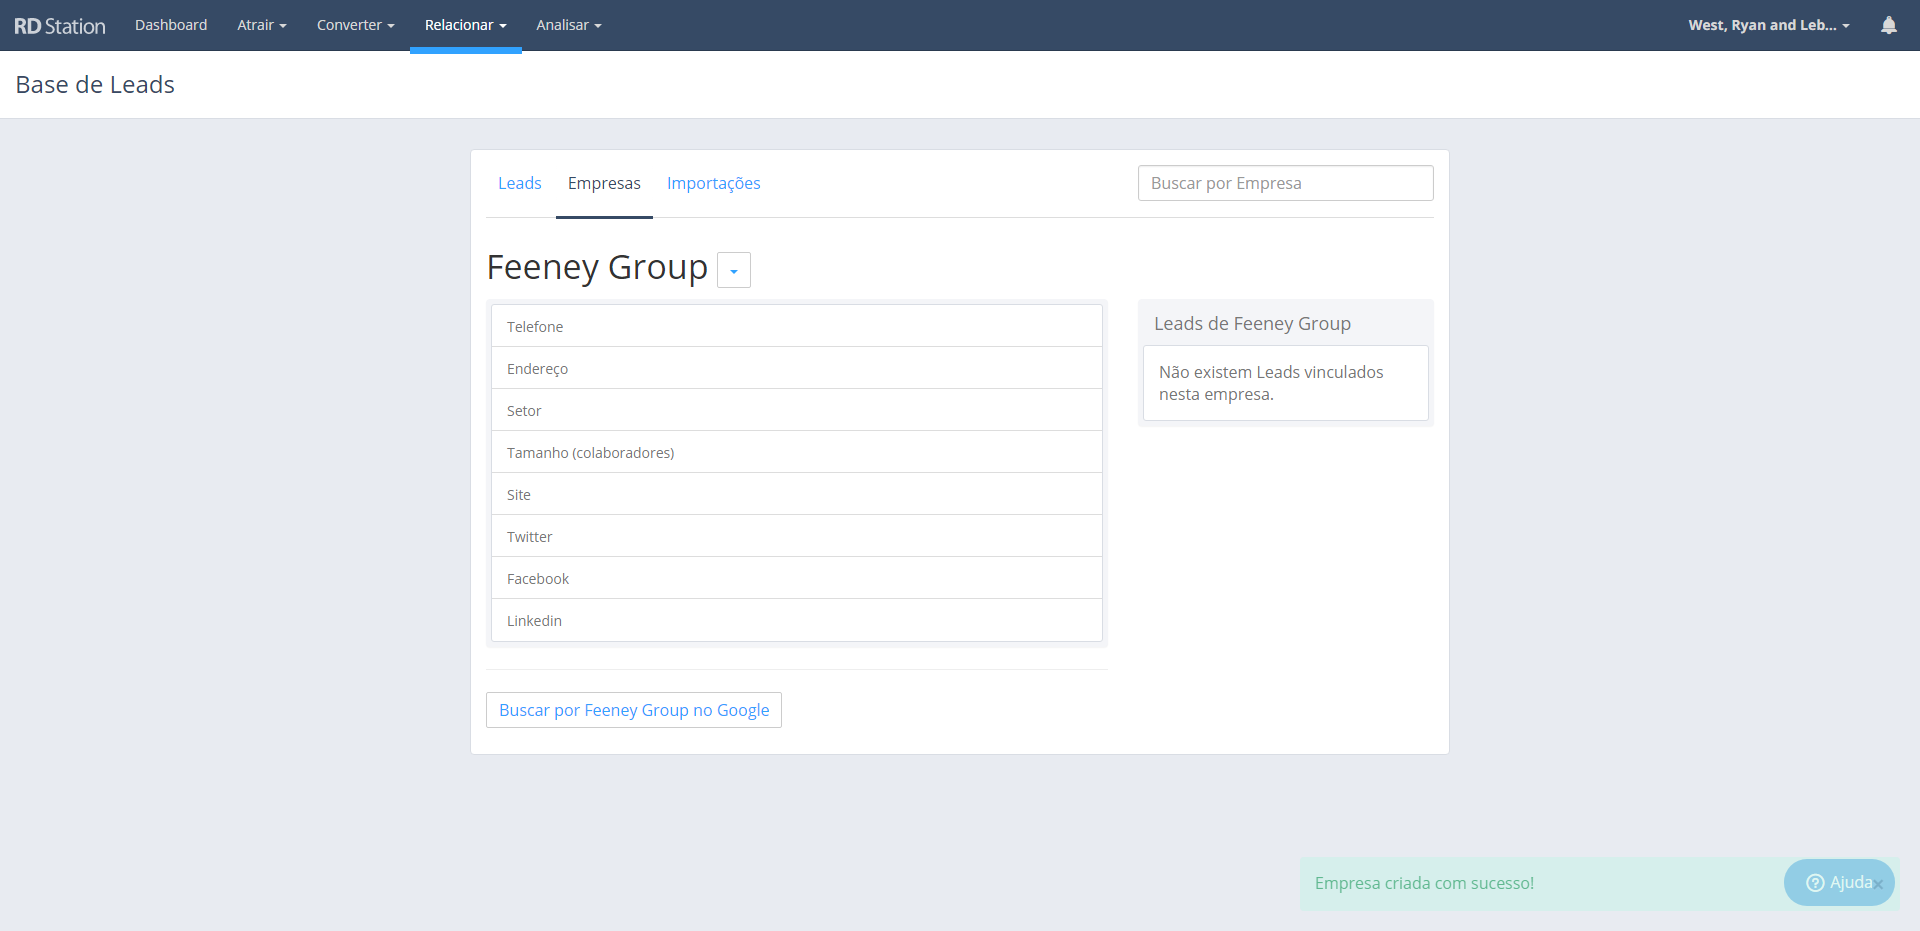 RD Station Dashboard Atrair Converter Relacionar Analisar West, Ryan and Leb...
Base de Leads
Leads Empresas Importações Buscar por Empresa
Feeney Group
Telefone
Endereço
Setor
Tamanho (colaboradores)
Site
Twitter
Facebook
Linkedin
Leads de Feeney Group
Não existem Leads vinculados
nesta empresa.
Buscar por Feeney Group no Google
Empresa criada com sucesso!
Ajuda